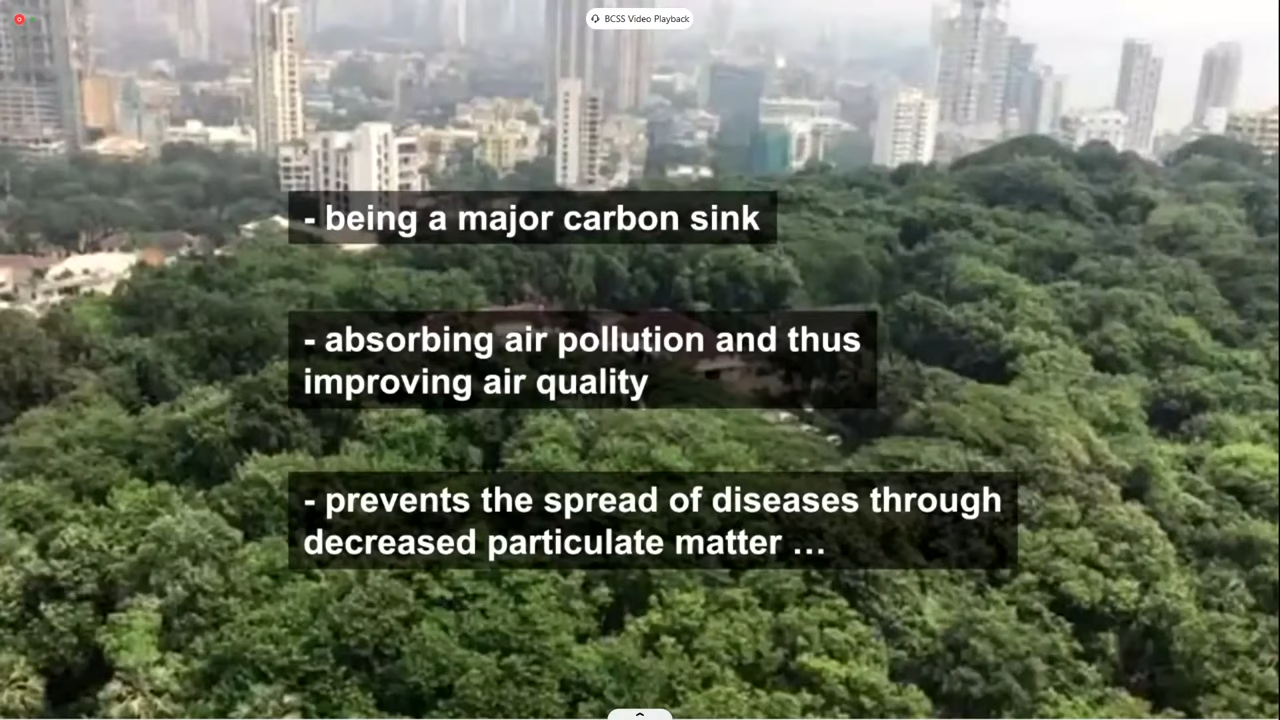 BCSS Video Playback
- being a major carbon sink
- absorbing air pollution and thus
improving air quality
- prevents the spread of diseases through
decreased particulate matter …